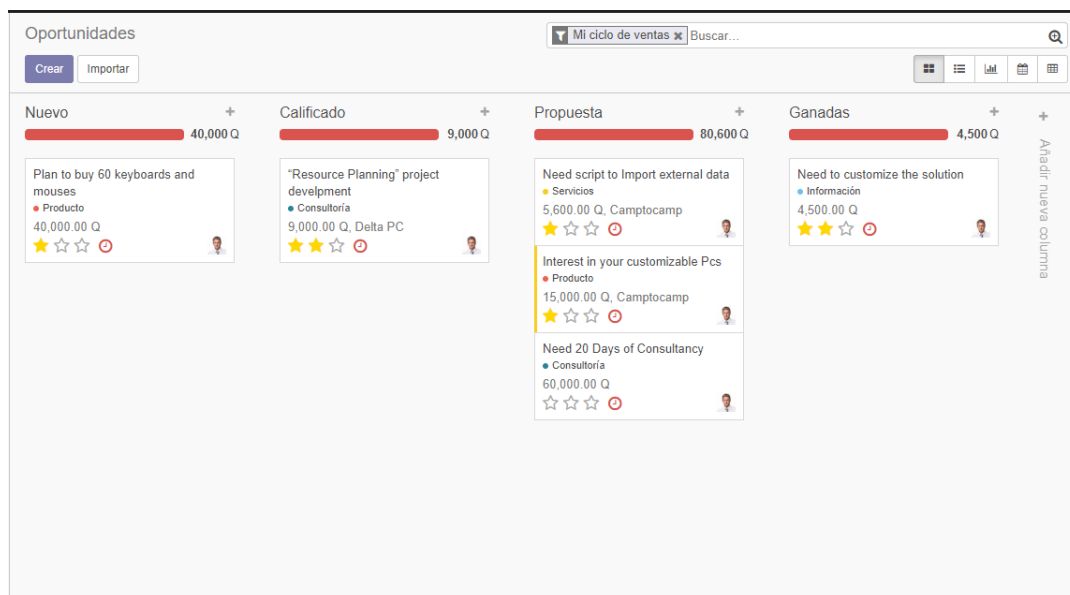 Oportunidades
Mi ciclo de ventas Buscar...
Crear Importar
Nuevo
40,000 Q
Plan to buy 60 keyboards and
mouses
Producto
40,000.00 Q
Calificado
9,000 Q
“Resource Planning” project
develpment
Consultoría
9,000.00 Q, Delta PC
Propuesta
80,600 Q
Need script to Import external data
Servicios
5,600.00 Q, Camptocamp
Interest in your customizable Pcs
Producto
15,000.00 Q, Camptocamp
Need 20 Days of Consultancy
Consultoría
60,000.00 Q
Ganadas
4,500 Q
Need to customize the solution
Información
4,500.00 Q
Añadir nueva columna